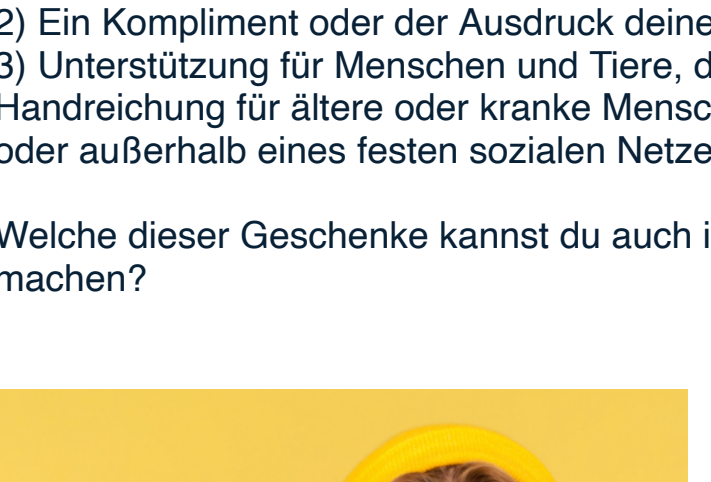 2) Ein Kompliment oder der Ausdruck deine
3) Unterstützung für Menschen und Tiere, d
Handreichung für ältere oder kranke Mensc
oder außerhalb eines festen sozialen Netze
Welche dieser Geschenke kannst du auch i
machen?